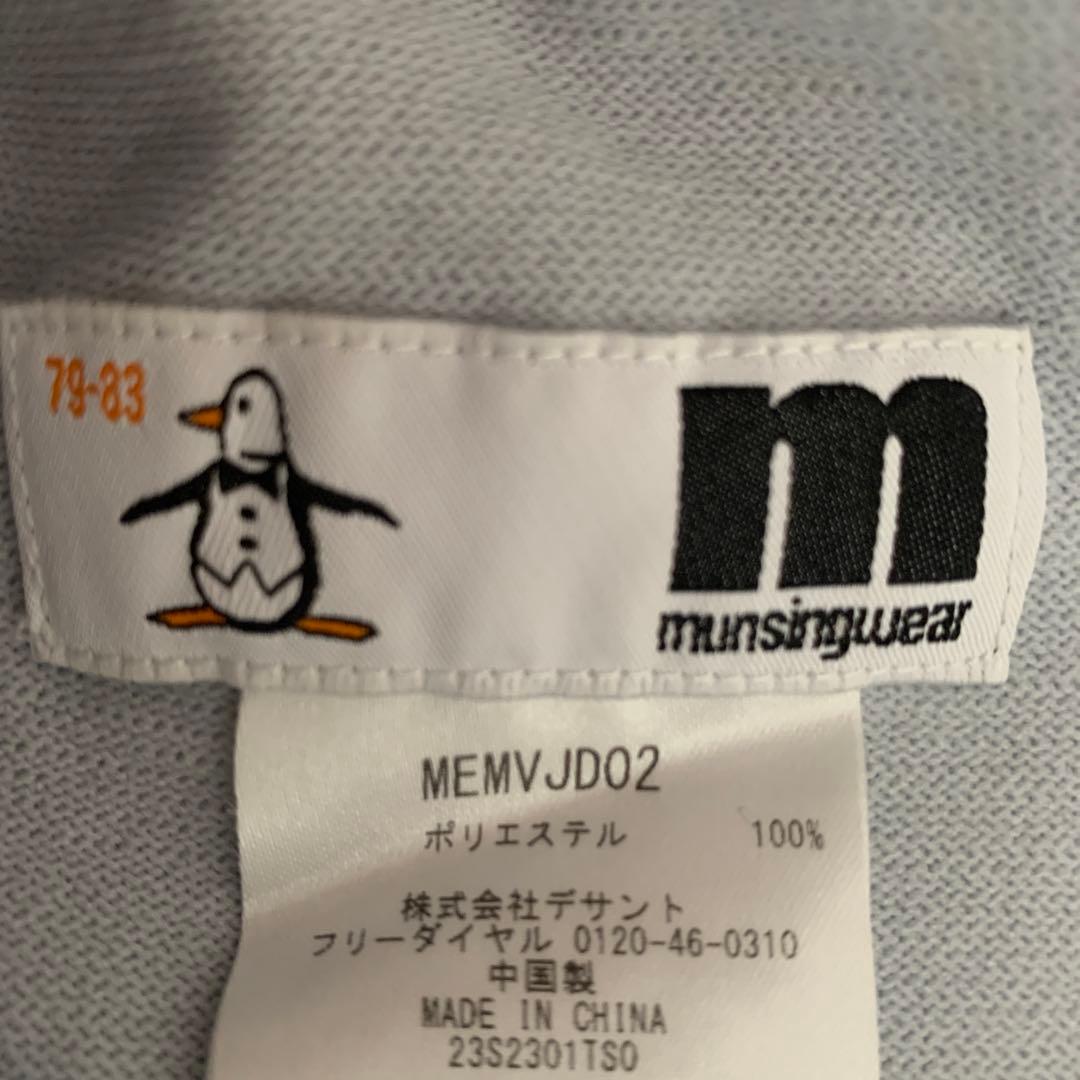 79-83
m
munsingwear
MEMVJD02
ポリエステル 100%
株式会社デサント
フリーダイヤル 0120-46-0310
中国製
MADE IN CHINA
23S2301TSO